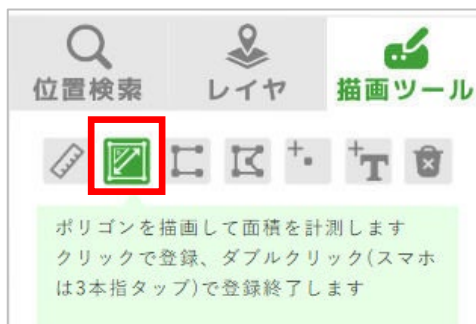 位置検索
レイヤ
描画ツール
ポリゴンを描画して面積を計測します
クリックで登録、ダブルクリック(スマホ
は3本指タップ)で登録終了します